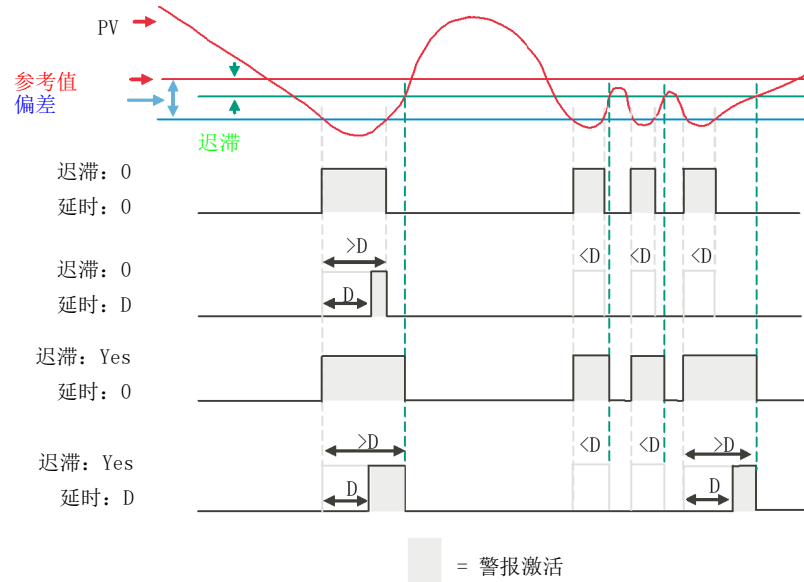 PV
参考值
偏差
迟滞
迟滞: 0
延时: 0
>D
<D
<D
<D
迟滞: 0
延时: D
D
迟滞: Yes
延时: 0
>D
<D
<D
>D
迟滞: Yes
延时: D
D
D
= 警报激活